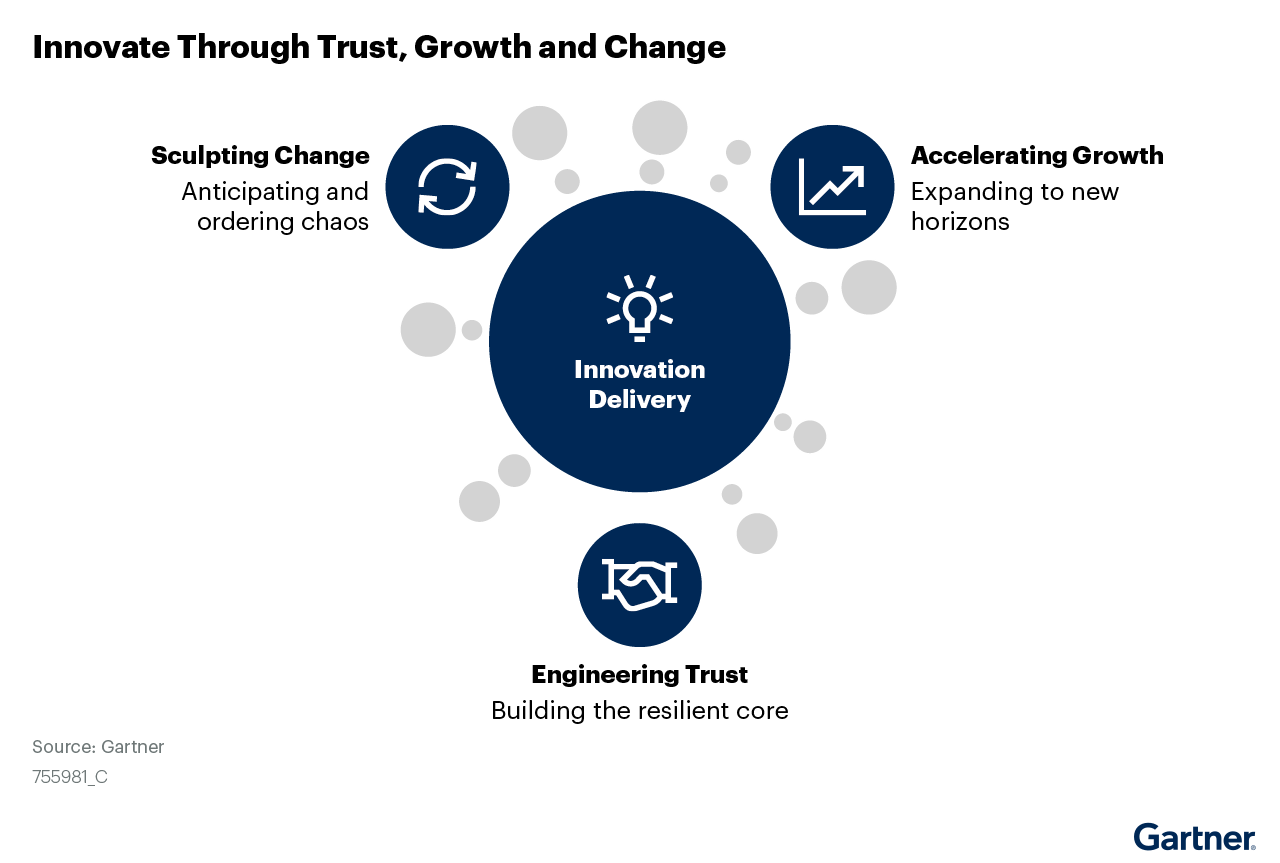 Innovate Through Trust, Growth and Change
Sculpting Change
Anticipating and
ordering chaos
Accelerating Growth
Expanding to new
horizons
Innovation
Delivery
Engineering Trust
Building the resilient core
Source: Gartner
755981_C
Gartner®